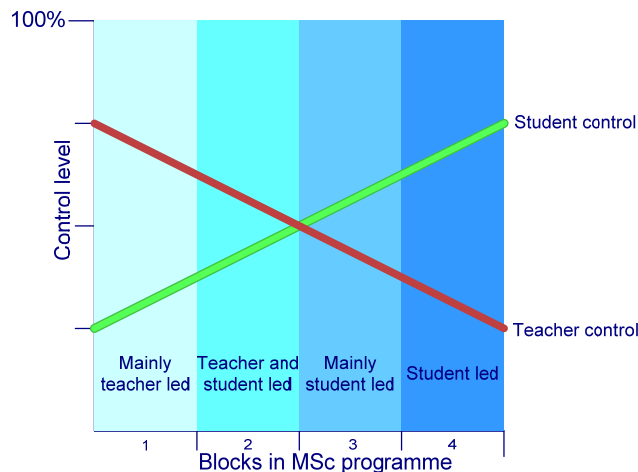 100%
Control level
Student control
Teacher control
Mainly
teacher led
Teacher and
student led
Mainly
student led
Student led
1
2
3
4
Blocks in MSc programme